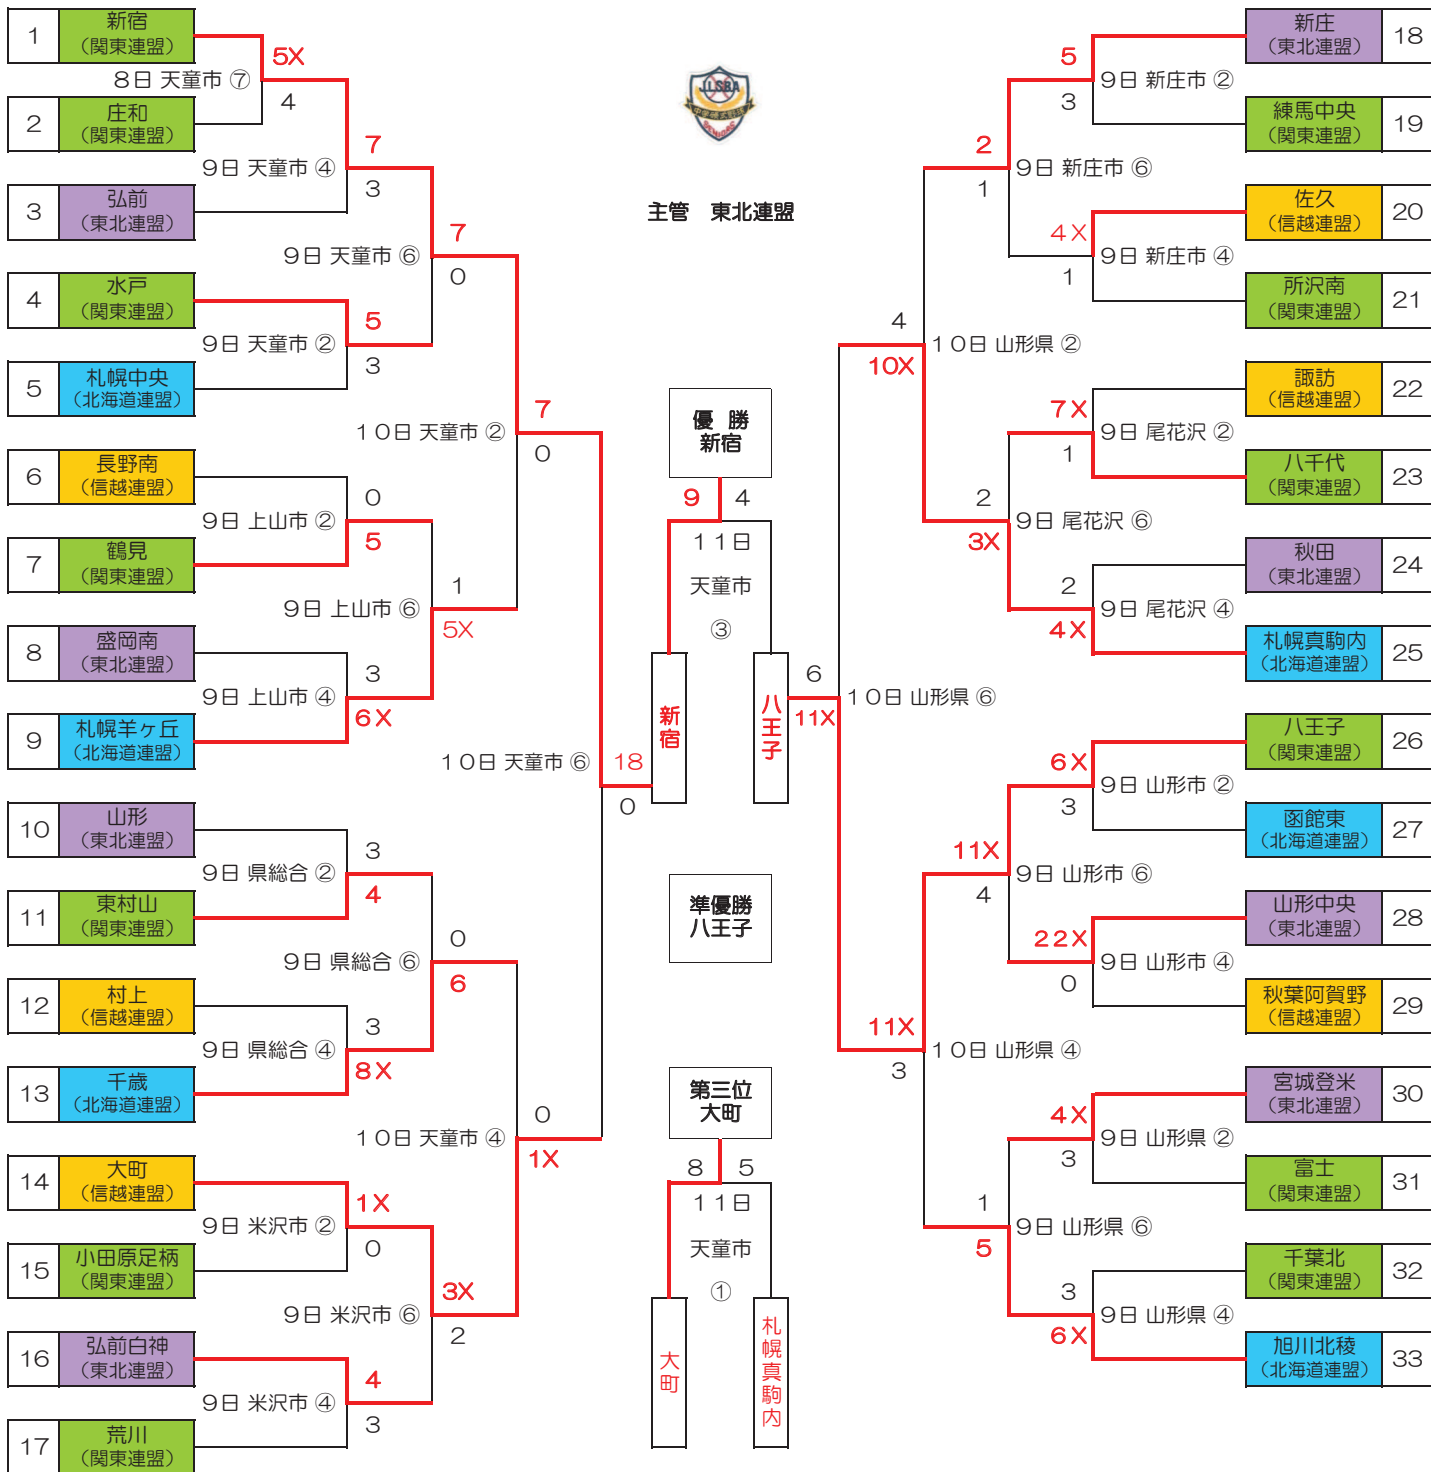 1
新宿
（関東連盟）
5X
8日 天童市 ⑦
4
2
庄和
（関東連盟）
7
9日 天童市 ④
3
3
弘前
（東北連盟）
7
9日 天童市 ⑥
0
4
水戸
（関東連盟）
5
9日 天童市 ②
3
5
札幌中央
（北海道連盟）
7
10日 天童市 ②
0
6
長野南
（信越連盟）
0
9日 上山市 ②
5
7
鶴見
（関東連盟）
1
9日 上山市 ⑥
5X
8
盛岡南
（東北連盟）
3
9日 上山市 ④
6X
9
札幌羊ヶ丘
（北海道連盟）
10日 天童市 ⑥
18
0
10
山形
（東北連盟）
3
9日 県総合 ②
4
11
東村山
（関東連盟）
0
9日 県総合 ⑥
6
12
村上
（信越連盟）
3
9日 県総合 ④
8X
13
千歳
（北海道連盟）
0
10日 天童市 ④
1X
14
大町
（信越連盟）
1X
9日 米沢市 ②
0
15
小田原足柄
（関東連盟）
3X
9日 米沢市 ⑥
2
16
弘前白神
（東北連盟）
4
9日 米沢市 ④
3
17
荒川
（関東連盟）
JLSBA
主管　東北連盟
優 勝
新宿
9
4
11日
天童市
③
新宿
八王子
準優勝
八王子
第三位
大町
8
5
11日
天童市
①
大町
札幌真駒内
新庄
（東北連盟）
18
5
9日 新庄市 ②
3
練馬中央
（関東連盟）
19
2
9日 新庄市 ⑥
1
佐久
（信越連盟）
20
4X
9日 新庄市 ④
1
所沢南
（関東連盟）
21
4
10日 山形県 ②
10X
諏訪
（信越連盟）
22
7X
9日 尾花沢 ②
1
八千代
（関東連盟）
23
2
9日 尾花沢 ⑥
3X
秋田
（東北連盟）
24
2
9日 尾花沢 ④
4X
札幌真駒内
（北海道連盟）
25
6
10日 山形県 ⑥
11X
八王子
（関東連盟）
26
6X
9日 山形市 ②
3
函館東
（北海道連盟）
27
11X
9日 山形市 ⑥
4
山形中央
（東北連盟）
28
22X
9日 山形市 ④
0
秋葉阿賀野
（信越連盟）
29
11X
10日 山形県 ④
3
宮城登米
（東北連盟）
30
4X
9日 山形県 ②
3
富士
（関東連盟）
31
1
9日 山形県 ⑥
5
千葉北
（関東連盟）
32
3
9日 山形県 ④
6X
旭川北稜
（北海道連盟）
33